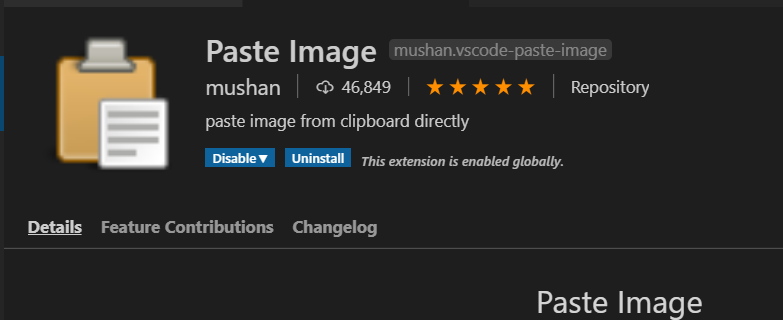 Paste Image mushan.vscode-paste-image
mushan 46,849 Repository
paste image from clipboard directly
Disable▼ Uninstall This extension is enabled globally.
Details Feature Contributions Changelog
Paste Image